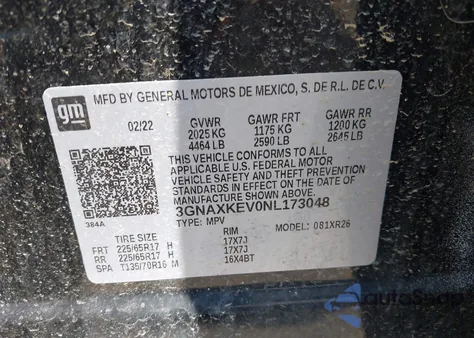 gm
MFD BY GENERAL MOTORS DE MEXICO, S. DE R.L. DE C.V.
02/22 GVWR GAWR FRT GAWR RR
2025 KG 1175 KG 1200 KG
4464 LB 2590 LB 2645 LB
THIS VEHICLE CONFORMS TO ALL
APPLICABLE U.S. FEDERAL MOTOR
VEHICLE SAFETY AND THEFT PREVENTION
STANDARDS IN EFFECT ON THE DATE OF
MANUFACTURE SHOWN ABOVE.
3GNAXKEV0NL173048
384A TYPE: MPV MODEL: 081XR26
TIRE SIZE RIM
FRT 225/65R17 H 17X7J
RR 225/65R17 H 17X7J
SPA T135/70R16 M 16X4BT
AutoSnap